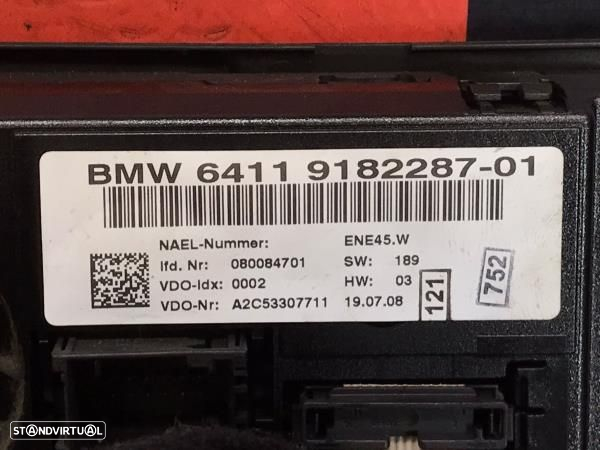 BMW 6411 9182287-01
NAEL-Nummer: ENE45.W
lfd. Nr: 080084701 SW: 189
VDO-Idx: 0002 HW: 03
VDO-Nr: A2C53307711 19.07.08
121
752
STANDVIRTUAL